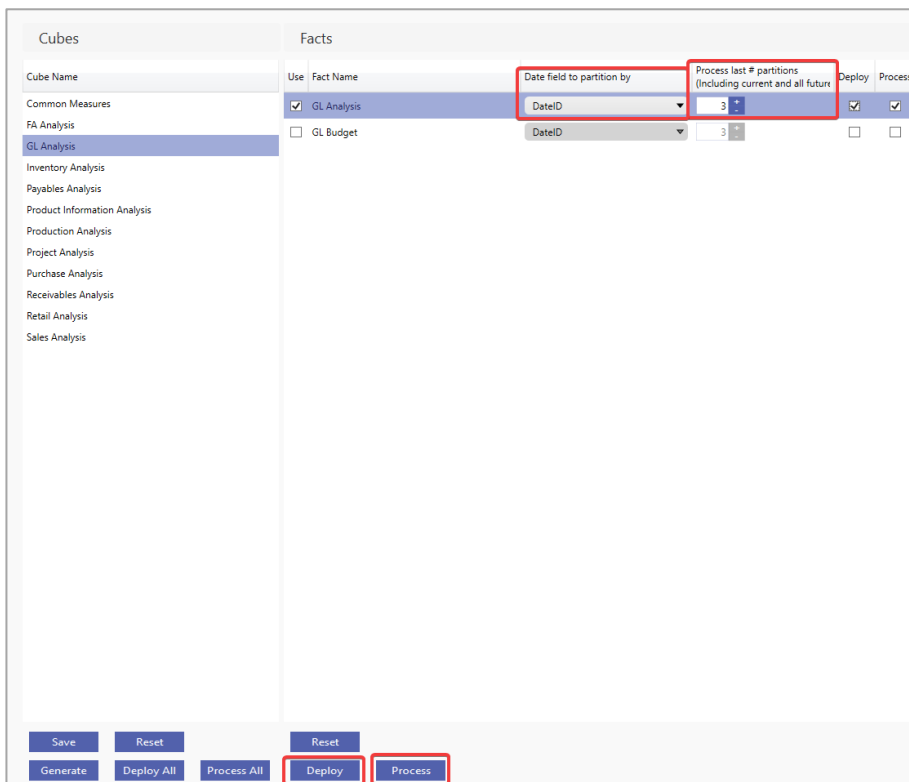 Cubes
Facts
Cube Name
Use Fact Name Date field to partition by Process last # partitions
(Including current and all future Deploy Process
Common Measures
GL Analysis DateID 3
FA Analysis
GL Budget DateID 3
GL Analysis
Inventory Analysis
Payables Analysis
Product Information Analysis
Production Analysis
Project Analysis
Purchase Analysis
Receivables Analysis
Retail Analysis
Sales Analysis
Save Reset Reset
Generate Deploy All Process All Deploy Process